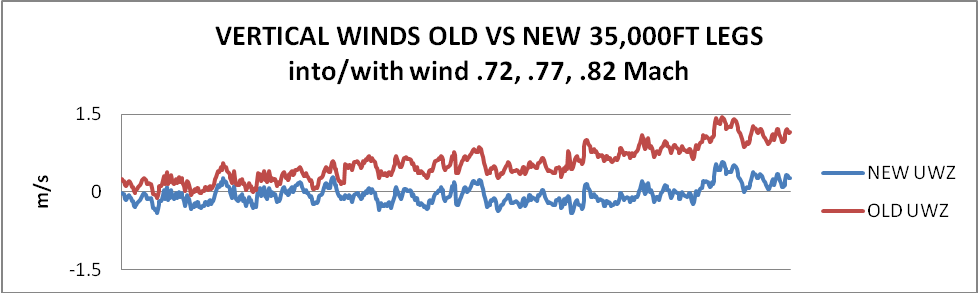 VERTICAL WINDS OLD VS NEW 35,000FT LEGS
into/with wind .72, .77, .82 Mach
1.5
0
-1.5
m/s
NEW UWZ
OLD UWZ